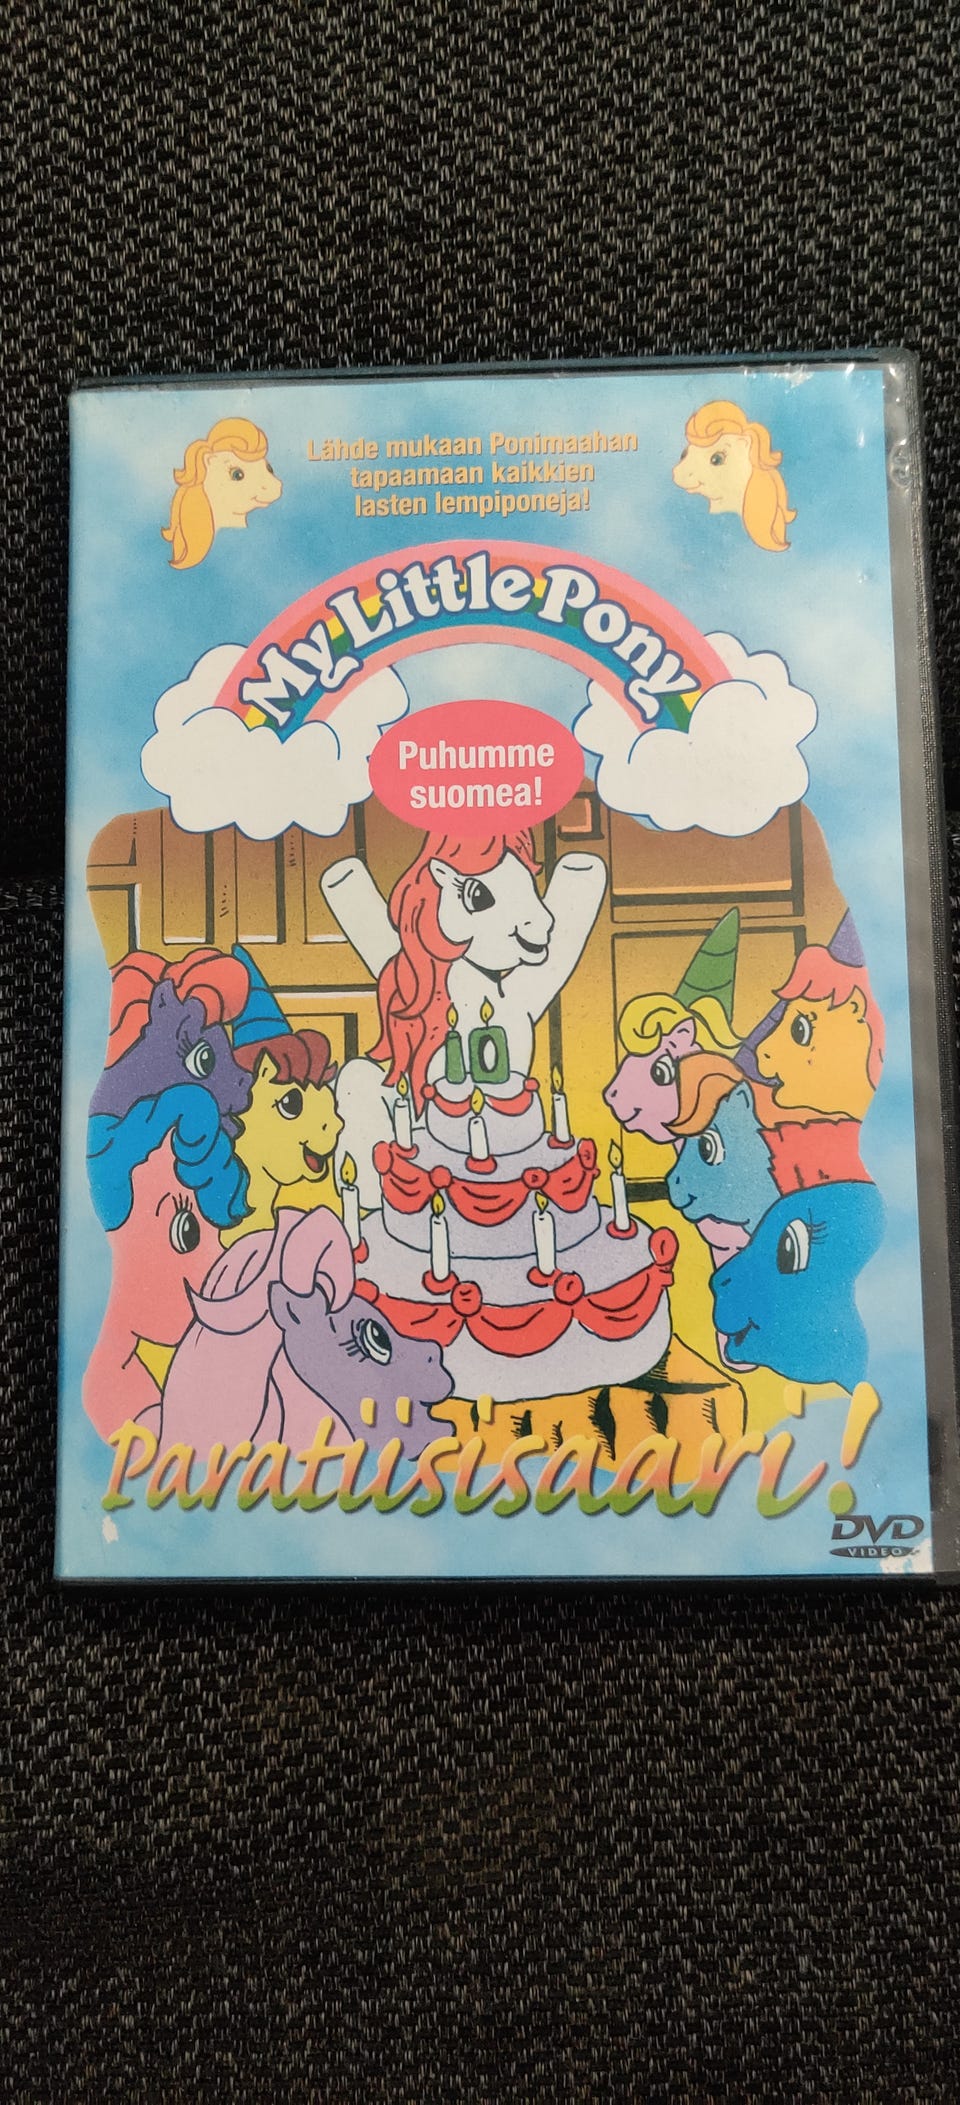 Lähde mukaan Ponimaahan
tapaamaan kaikkien
lasten lempiponeja!
My Little Pony
Puhumme
suomea!
10
Paratiisisaari!
DVD
VIDEO